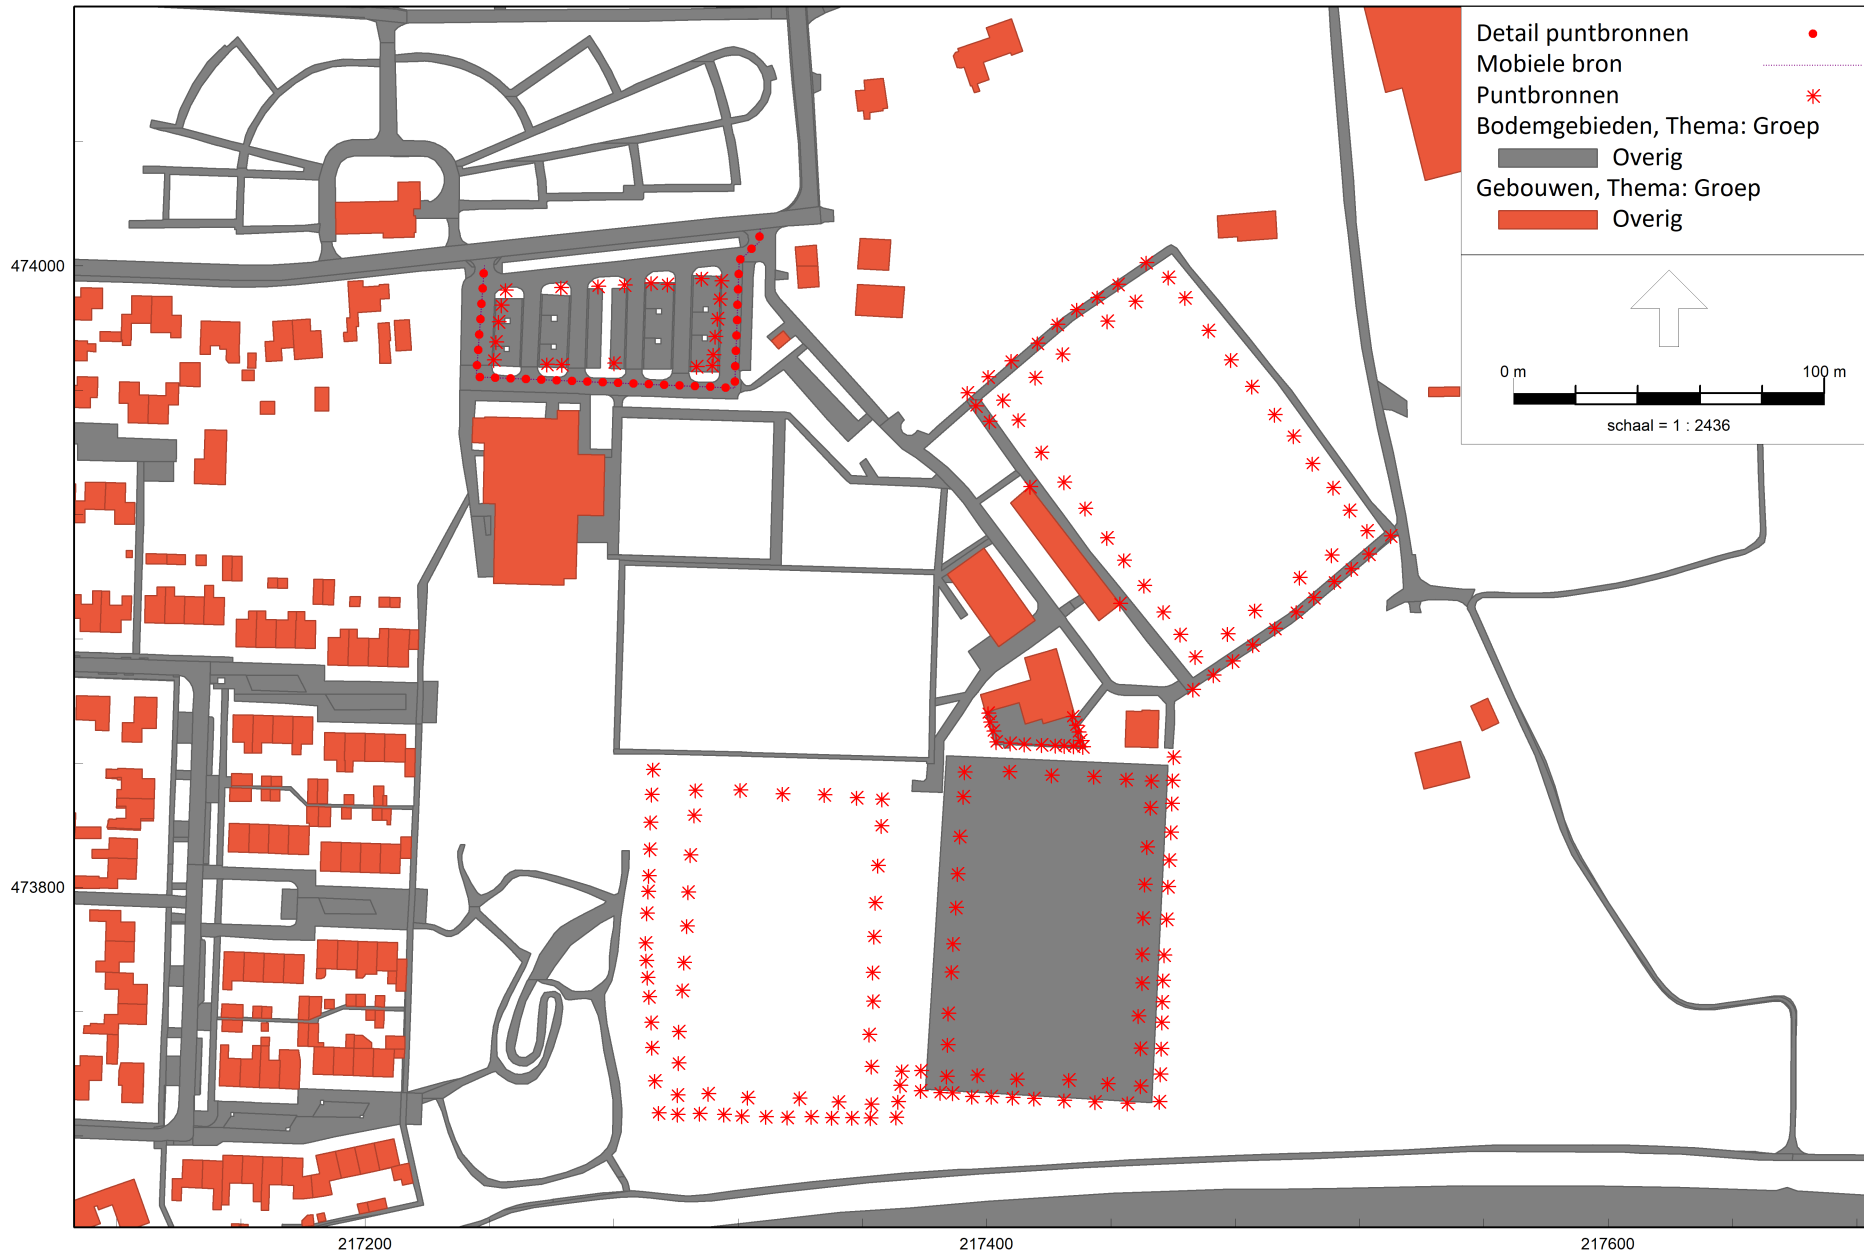 Detail puntbronnen
Mobiele bron
Puntbronnen
Bodemgebieden, Thema: Groep
Overig
Gebouwen, Thema: Groep
Overig
0 m 100 m
schaal = 1 : 2436
474000
473800
217200 217400 217600